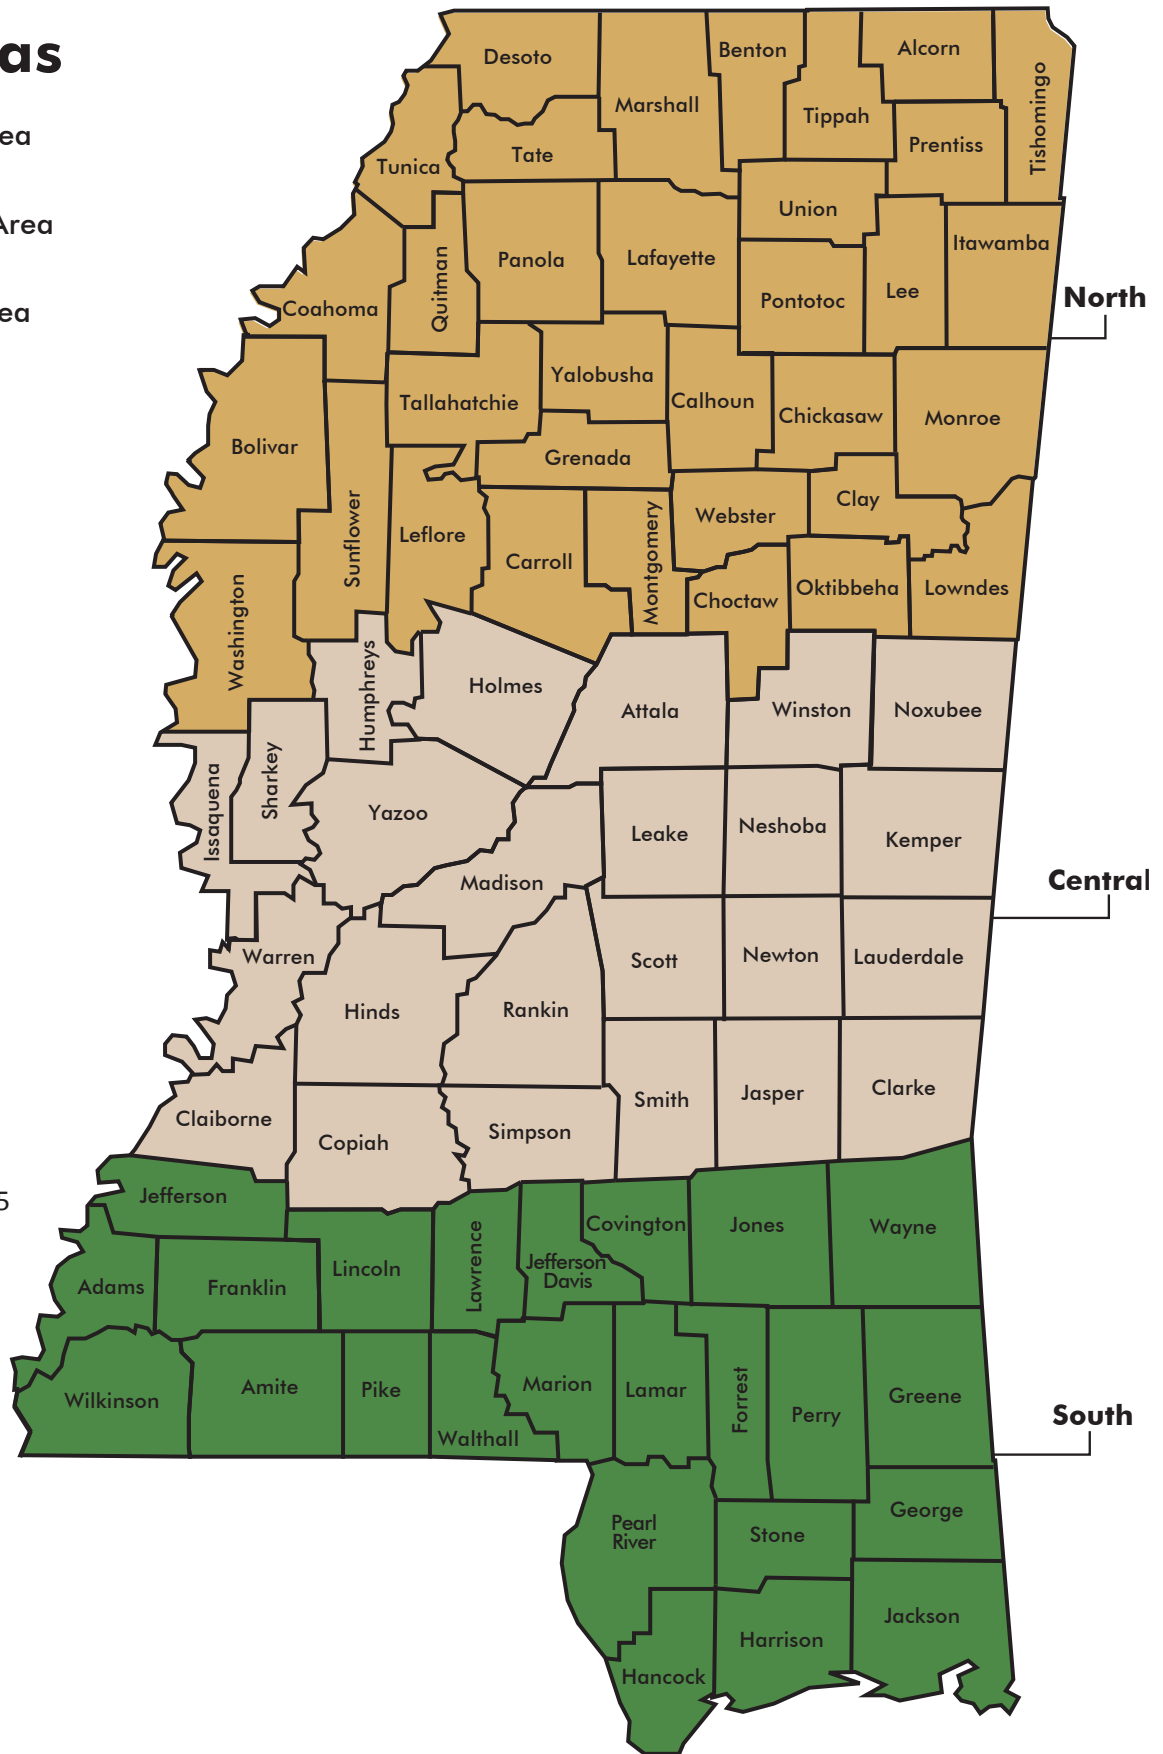 as
ea
Area
ea
5
Desoto
Benton
Alcorn
Marshall
Tippah
Tishomingo
Prentiss
Tate
Tunica
Union
Itawamba
Panola
Lafayette
Quitman
Lee
Pontotoc
North
Coahoma
Yalobusha
Tallahatchie
Calhoun
Chickasaw
Monroe
Bolivar
Grenada
Clay
Webster
Leflore
Sunflower
Carroll
Montgomery
Oktibbeha
Lowndes
Choctaw
Washington
Humphreys
Holmes
Attala
Winston
Noxubee
Sharkey
Issaquena
Yazoo
Leake
Neshoba
Kemper
Madison
Central
Warren
Scott
Newton
Lauderdale
Hinds
Rankin
Smith
Jasper
Clarke
Claiborne
Copiah
Simpson
Jefferson
Covington
Jones
Wayne
Lawrence
Jefferson
Davis
Lincoln
Adams
Franklin
Wilkinson
Amite
Pike
Marion
Lamar
Forrest
Perry
Greene
South
Walthall
George
Pearl
River
Stone
Jackson
Harrison
Hancock